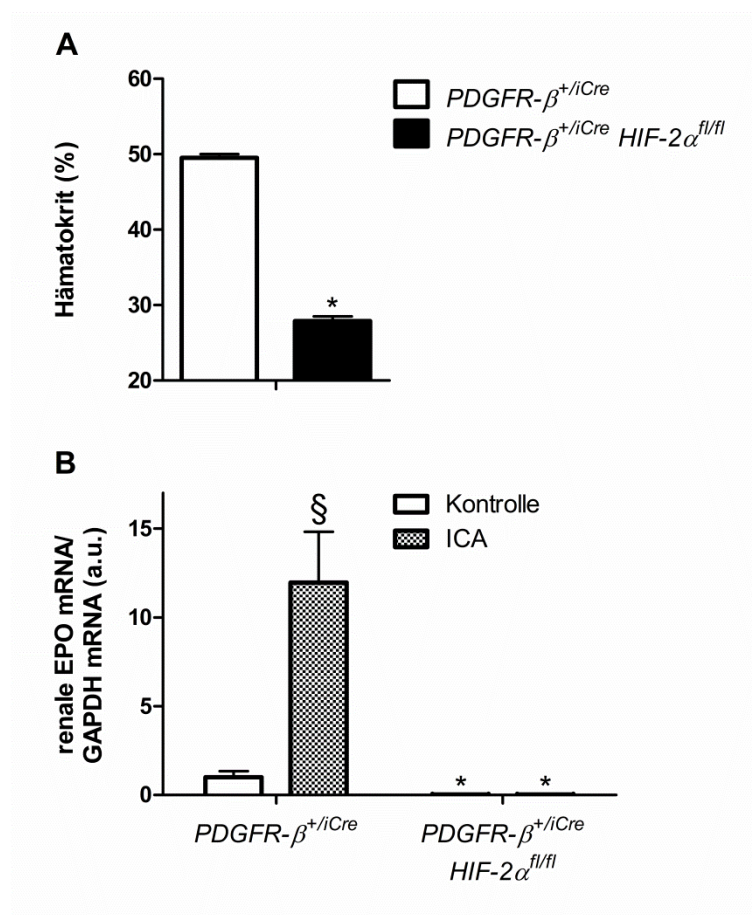 A
60
50
40
30
20
Hämatokrit (%)
*
PDGFR-β+/iCre
PDGFR-β+/iCre HIF-2αfl/fl
B
15
10
5
0
renale EPO mRNA/
GAPDH mRNA (a.u.)
§
* *
Kontrolle
ICA
PDGFR-β+/iCre
PDGFR-β+/iCre
HIF-2αfl/fl